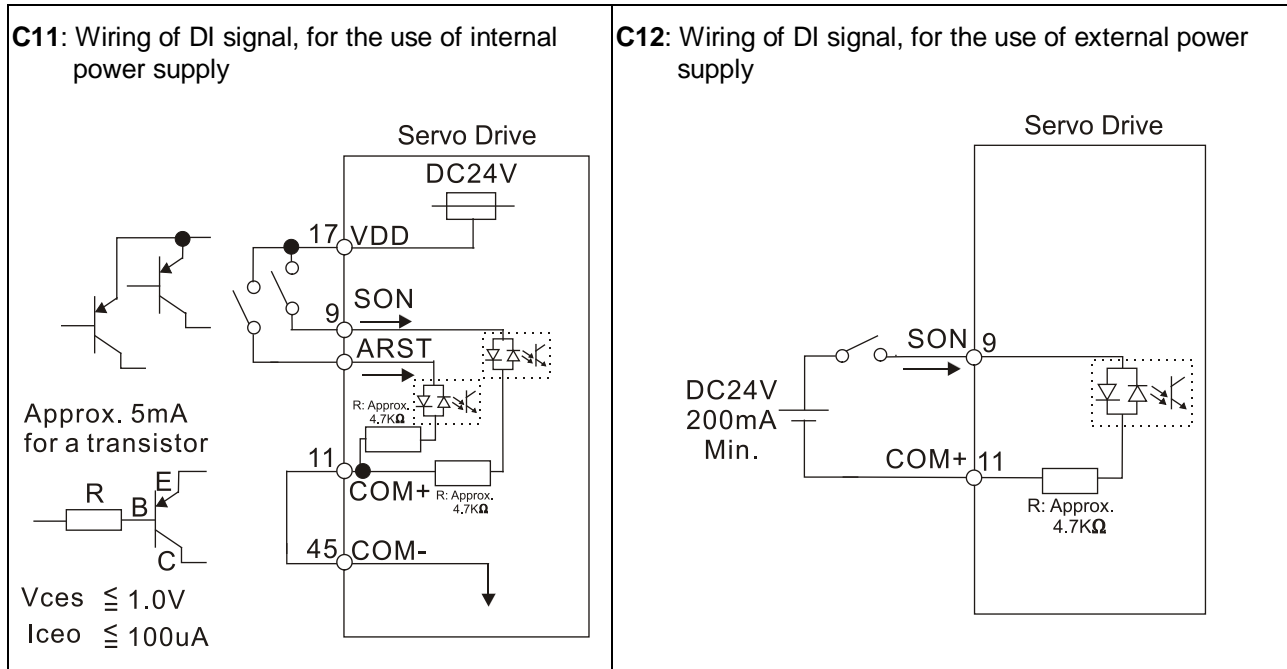 C11: Wiring of DI signal, for the use of internal
power supply
Servo Drive
DC24V
17 VDD
9 SON
ARST
R: Approx.
4.7KΩ
Approx. 5mA
for a transistor
11
COM+
R: Approx.
4.7KΩ
R B E
C
45 COM-
Vces ≦ 1.0V
Iceo ≦ 100uA
C12: Wiring of DI signal, for the use of external power
supply
Servo Drive
SON 9
DC24V
200mA
Min.
COM+ 11
R: Approx.
4.7KΩ